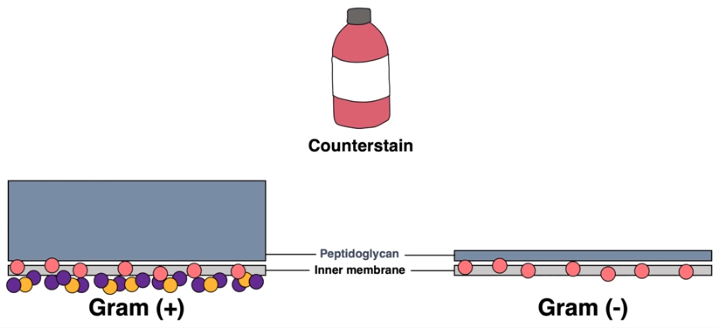 Counterstain
Peptidoglycan
Inner membrane
Gram (+)
Gram (-)